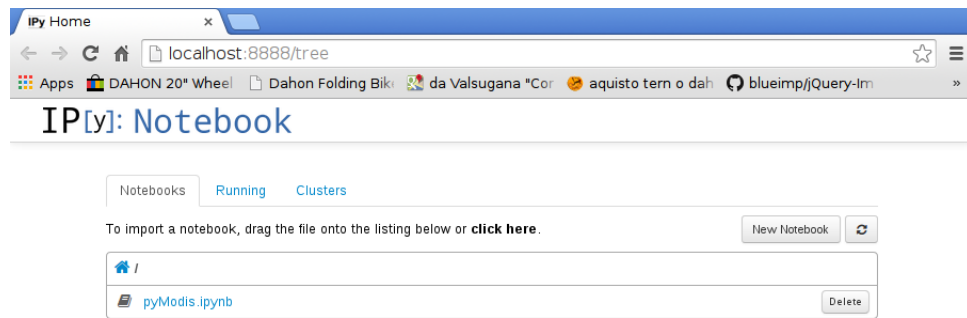 IPy Home ×
localhost:8888/tree
Apps DAHON 20" Wheel Dahon Folding Bike da Valsugana "Cor aquisto tern o dah blueimp/jQuery-Im »
IP[y]: Notebook
Notebooks Running Clusters
To import a notebook, drag the file onto the listing below or click here. New Notebook
/
pyModis.ipynb Delete